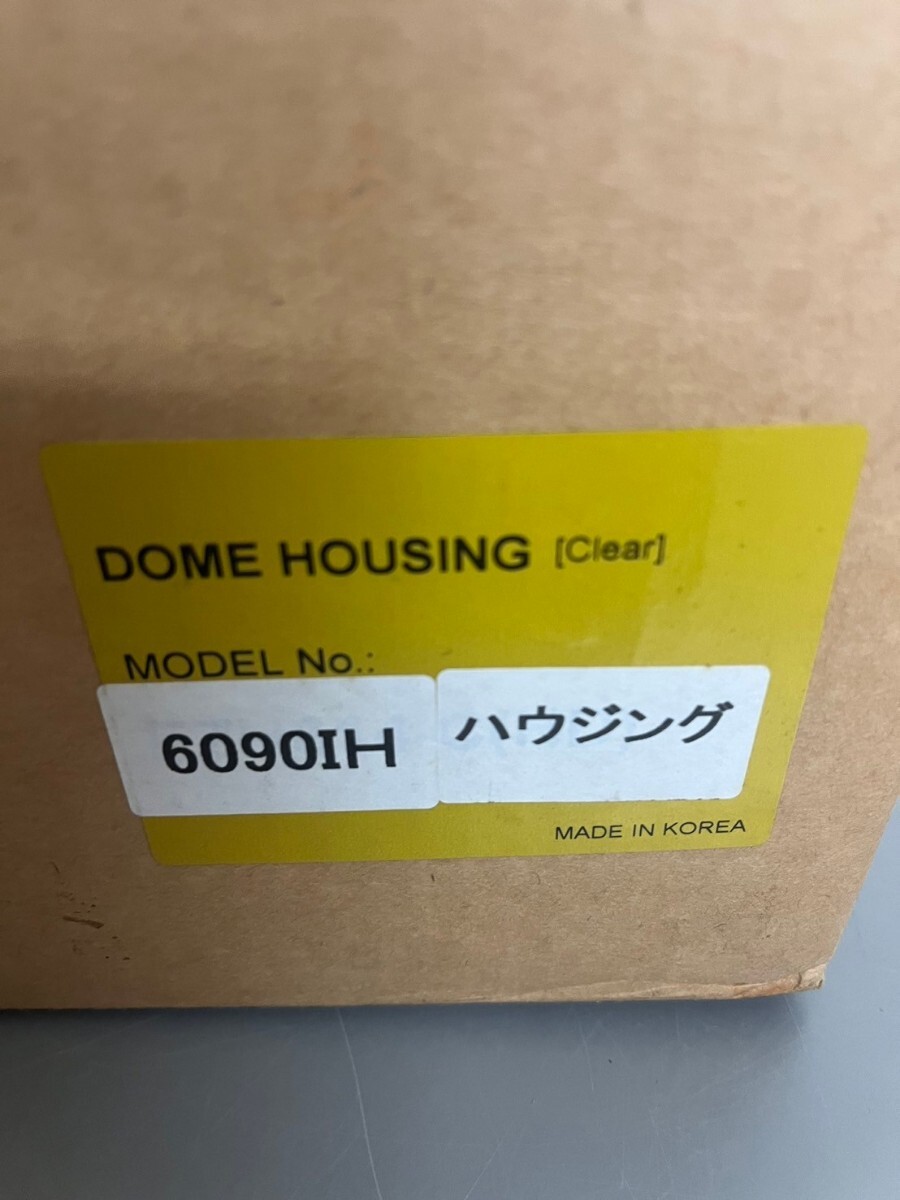 DOME HOUSING [Clear]
MODEL No.:
6090IH ハウジング
MADE IN KOREA